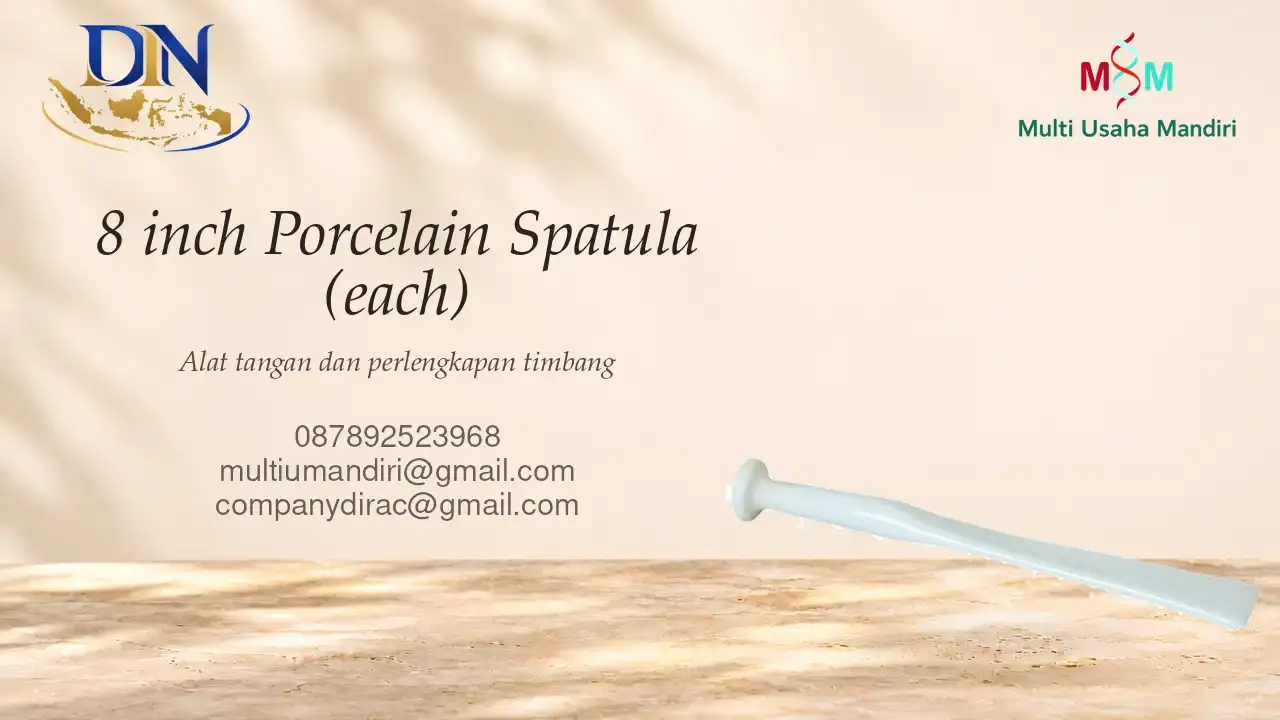 DN
M M
Multi Usaha Mandiri
8 inch Porcelain Spatula
(each)
Alat tangan dan perlengkapan timbang
087892523968
multiumandiri@gmail.com
companydirac@gmail.com